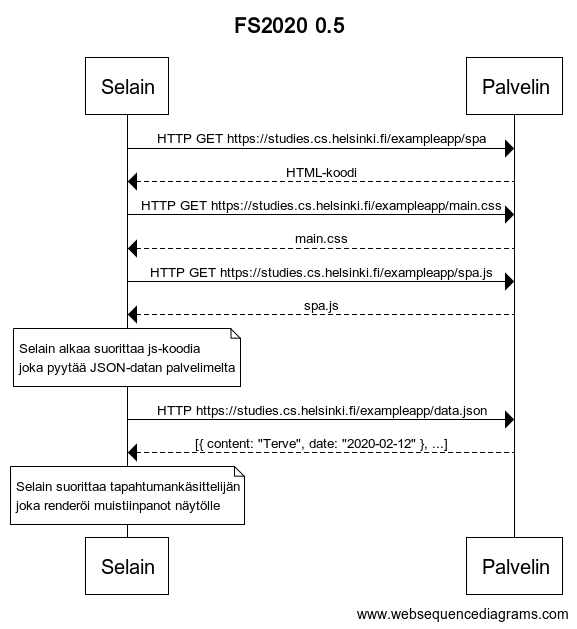 FS2020 0.5
Selain
Palvelin
HTTP GET https://studies.cs.helsinki.fi/exampleapp/spa
HTML-koodi
HTTP GET https://studies.cs.helsinki.fi/exampleapp/main.css
main.css
HTTP GET https://studies.cs.helsinki.fi/exampleapp/spa.js
spa.js
Selain alkaa suorittaa js-koodia
joka pyytää JSON-datan palvelimelta
HTTP https://studies.cs.helsinki.fi/exampleapp/data.json
[{ content: "Terve", date: "2020-02-12" }, ...]
Selain suorittaa tapahtumankäsittelijän
joka renderöi muistiinpanot näytölle
Selain
Palvelin
www.websequencediagrams.com